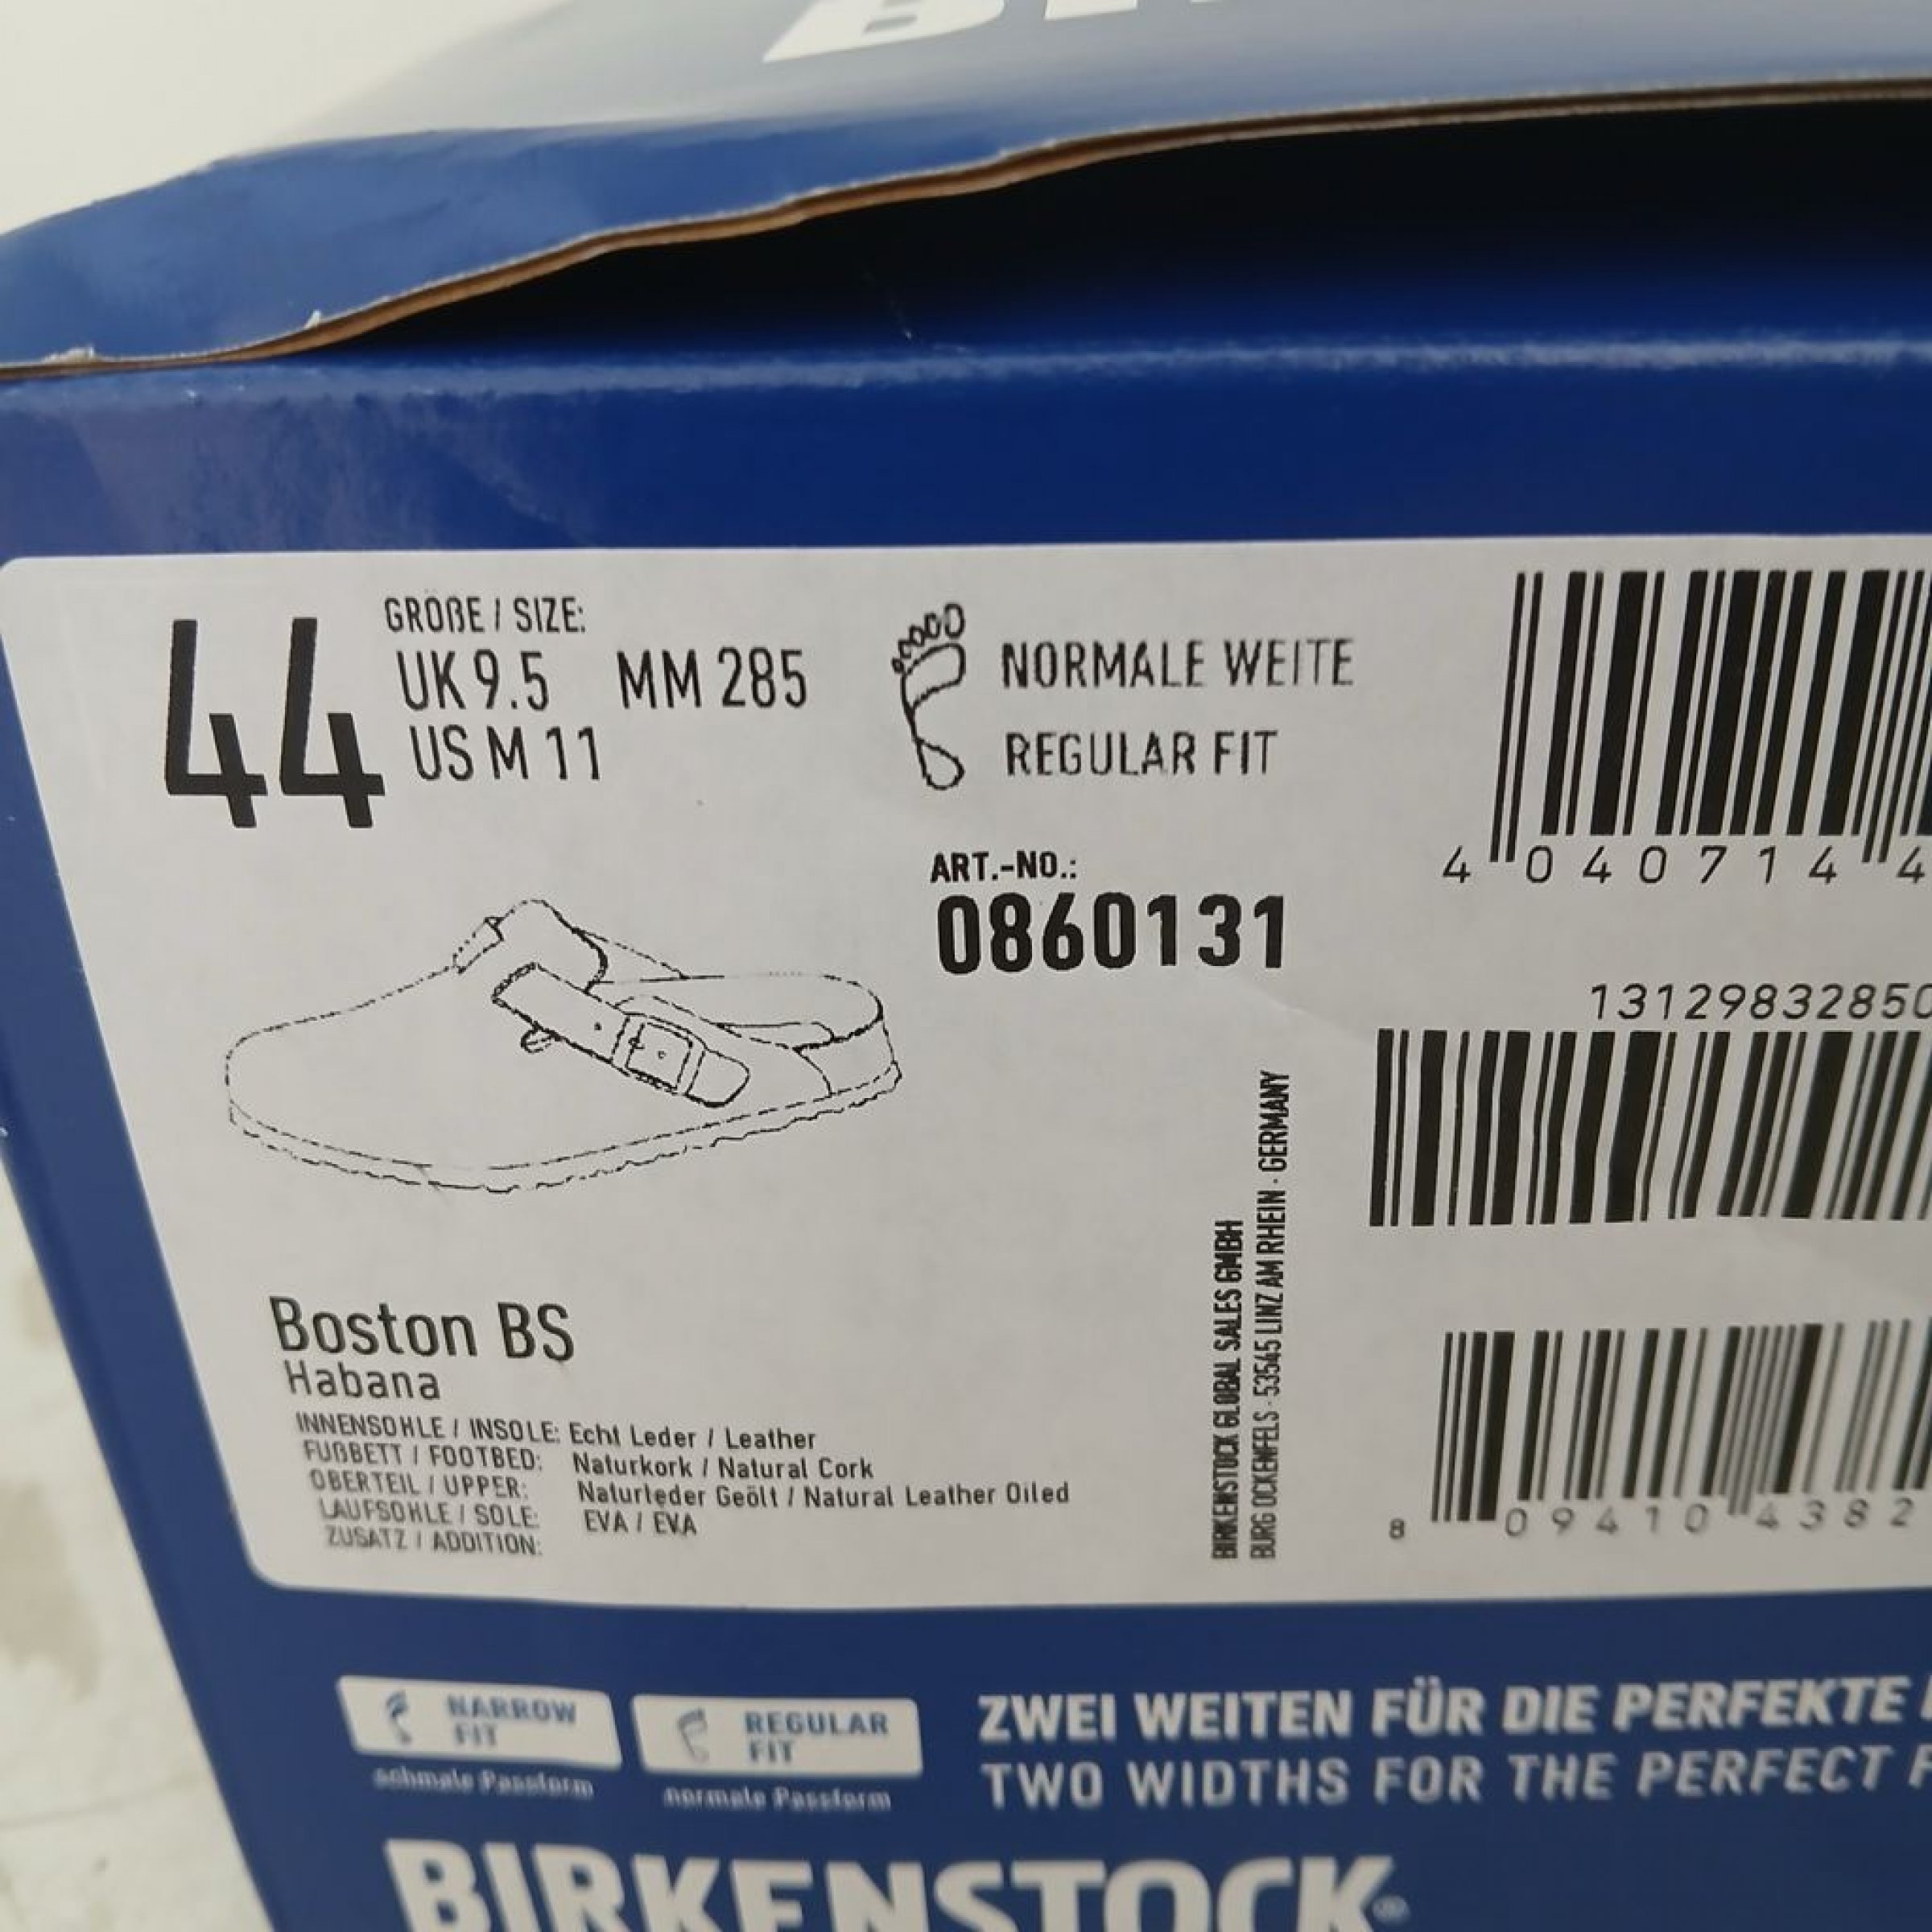 44
GRÖßE / SIZE:
UK 9.5 MM 285
US M 11
NORMALE WEITE
REGULAR FIT
ART.-NO.:
0860131
4 040714 4
13129832850
8 09410 4382
BIRKENSTOCK GLOBAL SALES GMBH
BURG OCKENFELS - 53545 LINZ AM RHEIN - GERMANY
Boston BS
Habana
INNENSOHLE / INSOLE: Echt Leder / Leather
FUßBETT / FOOTBED: Naturkork / Natural Cork
OBERTEIL / UPPER: Naturleder Geölt / Natural Leather Oiled
LAUFSOHLE / SOLE: EVA / EVA
ZUSATZ / ADDITION:
NARROW
FIT
schmale Passform
REGULAR
FIT
normale Passform
ZWEI WEITEN FÜR DIE PERFEKTE
TWO WIDTHS FOR THE PERFECT
BIRKENSTOCK®